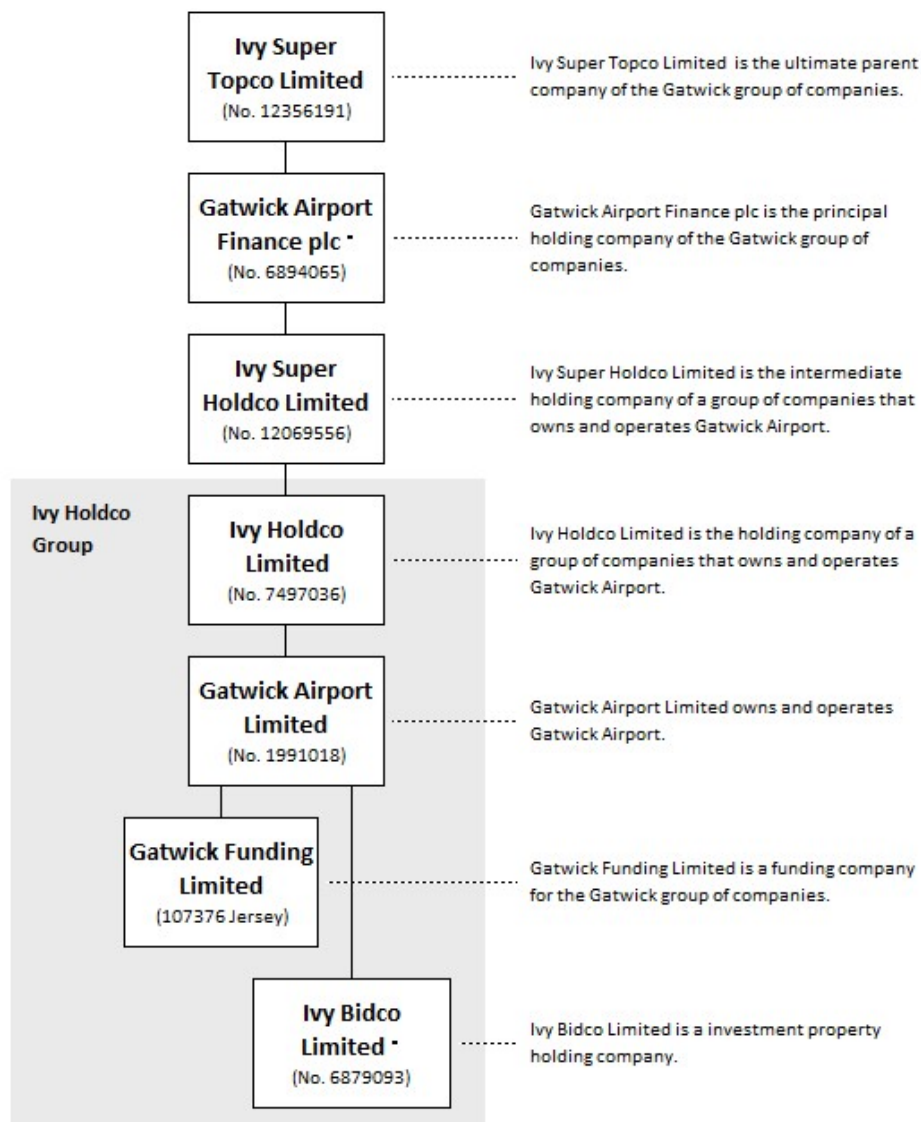 Ivy Super
Topco Limited
(No. 12356191)
Ivy Super Topco Limited is the ultimate parent
company of the Gatwick group of companies.
Gatwick Airport
Finance plc
(No. 6894065)
Gatwick Airport Finance plc is the principal
holding company of the Gatwick group of
companies.
Ivy Super
Holdco Limited
(No. 12069556)
Ivy Super Holdco Limited is the intermediate
holding company of a group of companies that
owns and operates Gatwick Airport.
Ivy Holdco
Group
Ivy Holdco
Limited
(No. 7497036)
Ivy Holdco Limited is the holding company of a
group of companies that owns and operates
Gatwick Airport.
Gatwick Airport
Limited
(No. 1991018)
Gatwick Airport Limited owns and operates
Gatwick Airport.
Gatwick Funding
Limited
(107376 Jersey)
Gatwick Funding Limited is a funding company
for the Gatwick group of companies.
Ivy Bidco
Limited
(No. 6879093)
Ivy Bidco Limited is a investment property
holding company.